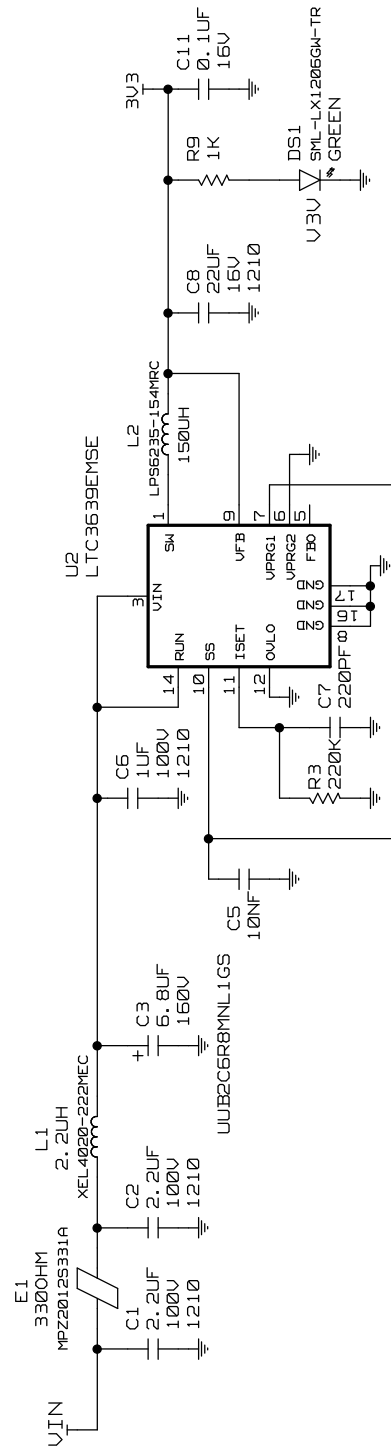 VIN
E1
330OHM
MPZ2012S331A
C1
2.2UF
100V
1210
C2
2.2UF
100V
1210
L1
2.2UH
XEL4020-222MEC
+
C3
6.8UF
160V
UUB2C6R8MNL1GS
C6
1UF
100V
1210
C5
10NF
R3
220K
C7
220PF
U2
LTC3639EMSE
3
VIN
14
RUN
10
SS
11
ISET
12
OVLO
1
SW
9
VFB
7
VPRG1
6
VPRG2
5
FBO
GND
GND
GND
8
16
17
L2
LPS6235-154MRC
150UH
C8
22UF
16V
1210
R9
1K
DS1
SML-LX1206GW-TR
GREEN
V3V
3V3
C11
0.1UF
16V